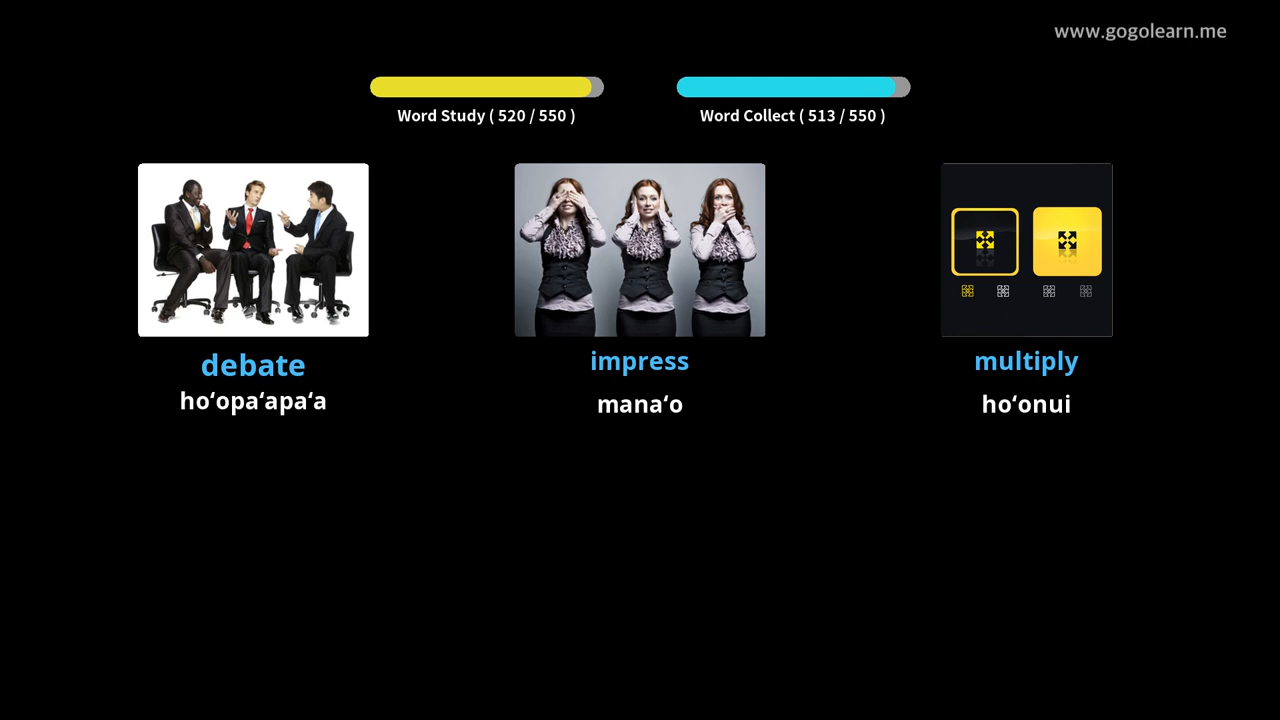 www.gogolearn.me
Word Study ( 520 / 550 )
Word Collect ( 513 / 550 )
debate
impress
multiply
hoʻopaʻapaʻa
manaʻo
hoʻonui